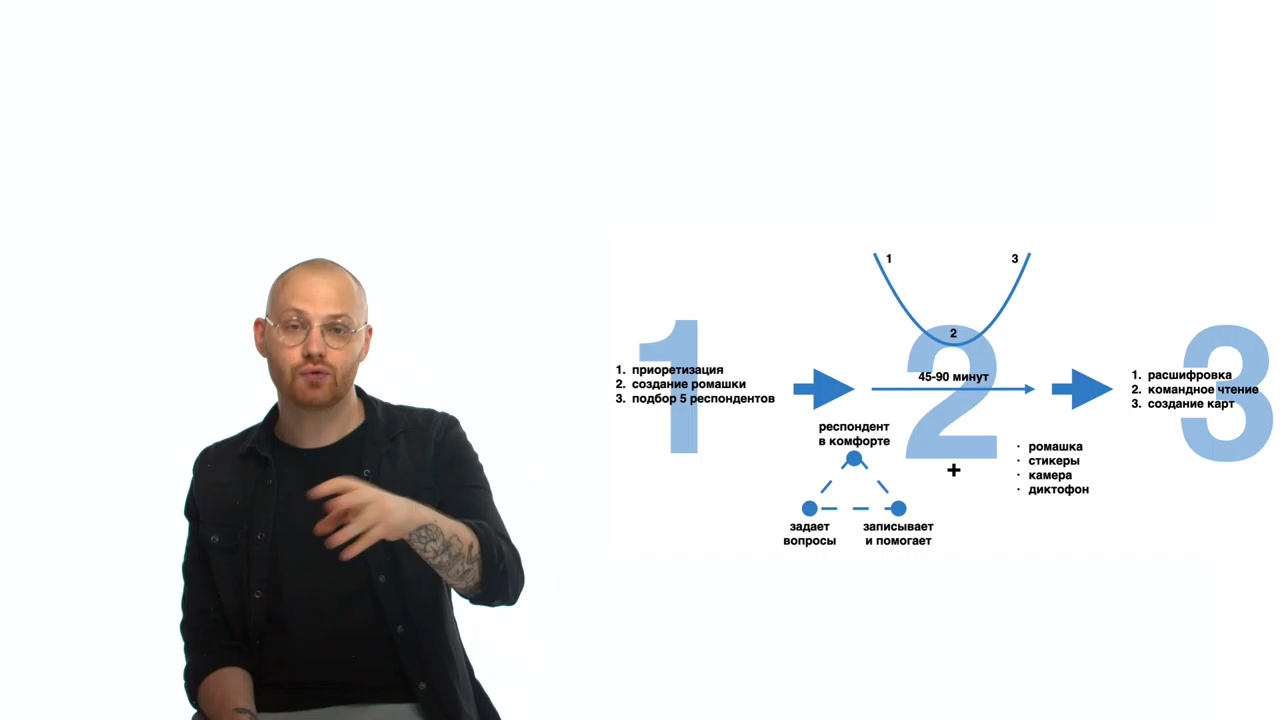 1
1. приоретизация
2. создание ромашки
3. подбор 5 респондентов
1
3
2
2
45-90 минут
респондент
в комфорте
задает
вопросы
записывает
и помогает
+
· ромашка
· стикеры
· камера
· диктофон
3
1. расшифровка
2. командное чтение
3. создание карт